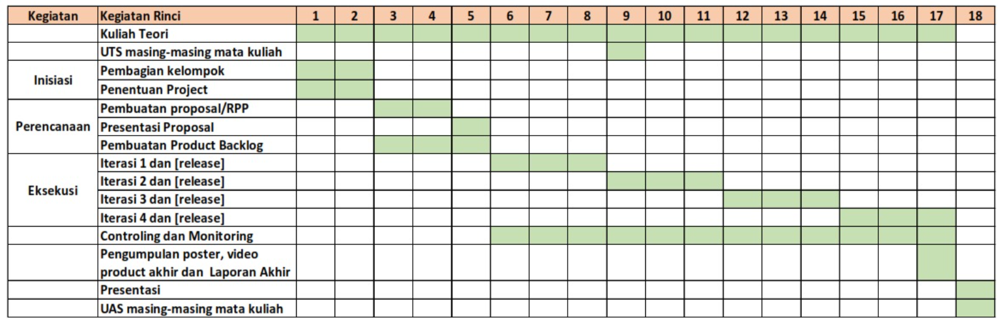 Kegiatan Kegiatan Rinci 1 2 3 4 5 6 7 8 9 10 11 12 13 14 15 16 17 18
Kuliah Teori
UTS masing-masing mata kuliah
Inisiasi
Pembagian kelompok
Penentuan Project
Perencanaan
Pembuatan proposal/RPP
Presentasi Proposal
Pembuatan Product Backlog
Eksekusi
Iterasi 1 dan [release]
Iterasi 2 dan [release]
Iterasi 3 dan [release]
Iterasi 4 dan [release]
Controling dan Monitoring
Pengumpulan poster, video
product akhir dan Laporan Akhir
Presentasi
UAS masing-masing mata kuliah